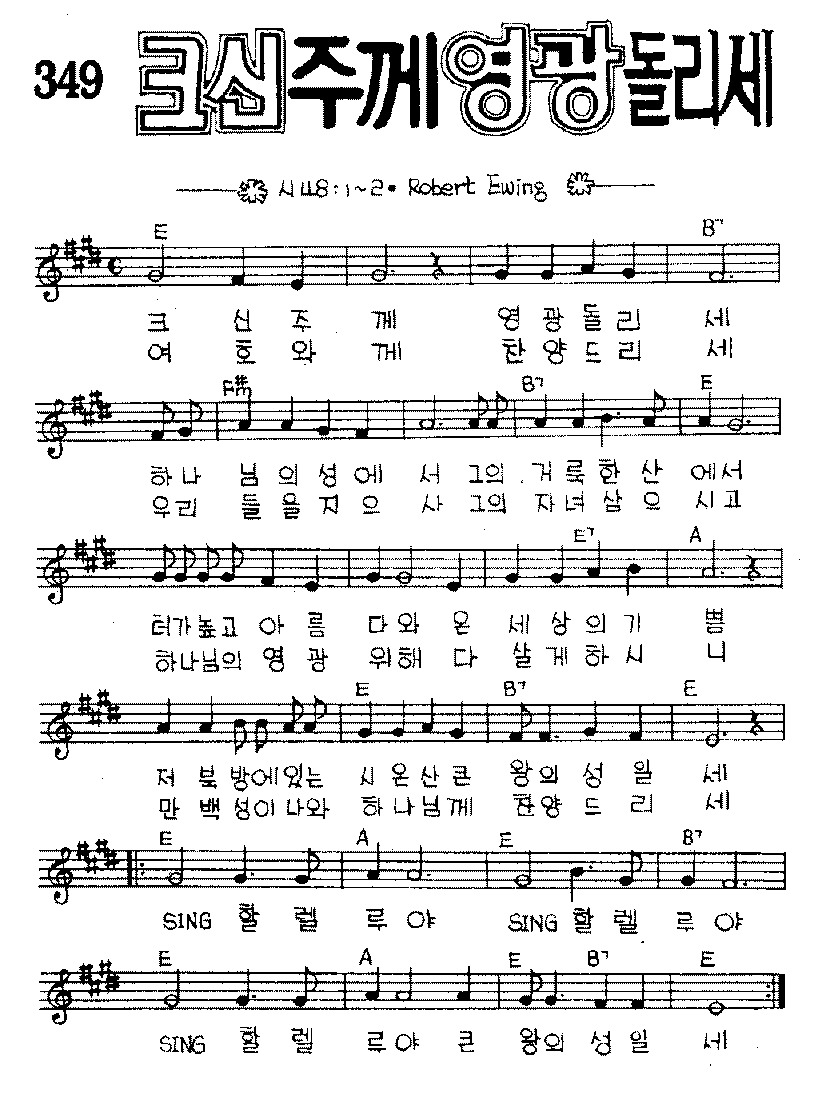 349 크신 주께 영광 돌리세
시 48:1~2 • Robert Ewing
E B7
크 신 주 께 영 광 돌 리 세
여 호 와 께 찬 양 드 리 세
F#m B7 E
하 나 님 의 성 에 서 그의 거 룩 한 산 에서
우리 들 을 지 으 사 그의 자 녀 삼 으 시고
E7 A
터가높고 아 름 다와 온 세 상 의 기 쁨
하나님의 영 광 위해 다 살 게 하 시 니
E B7 E
저 북 방에있는 시 온 산 큰 왕의 성 일 세
만 백 성이나와 하 나 님 께 찬양 드 리 세
E A E B7
SING 할 렐 루 야 SING 할 렐 루 야
E A E B7 E
SING 할 렐 루 야 큰 왕의 성 일 세